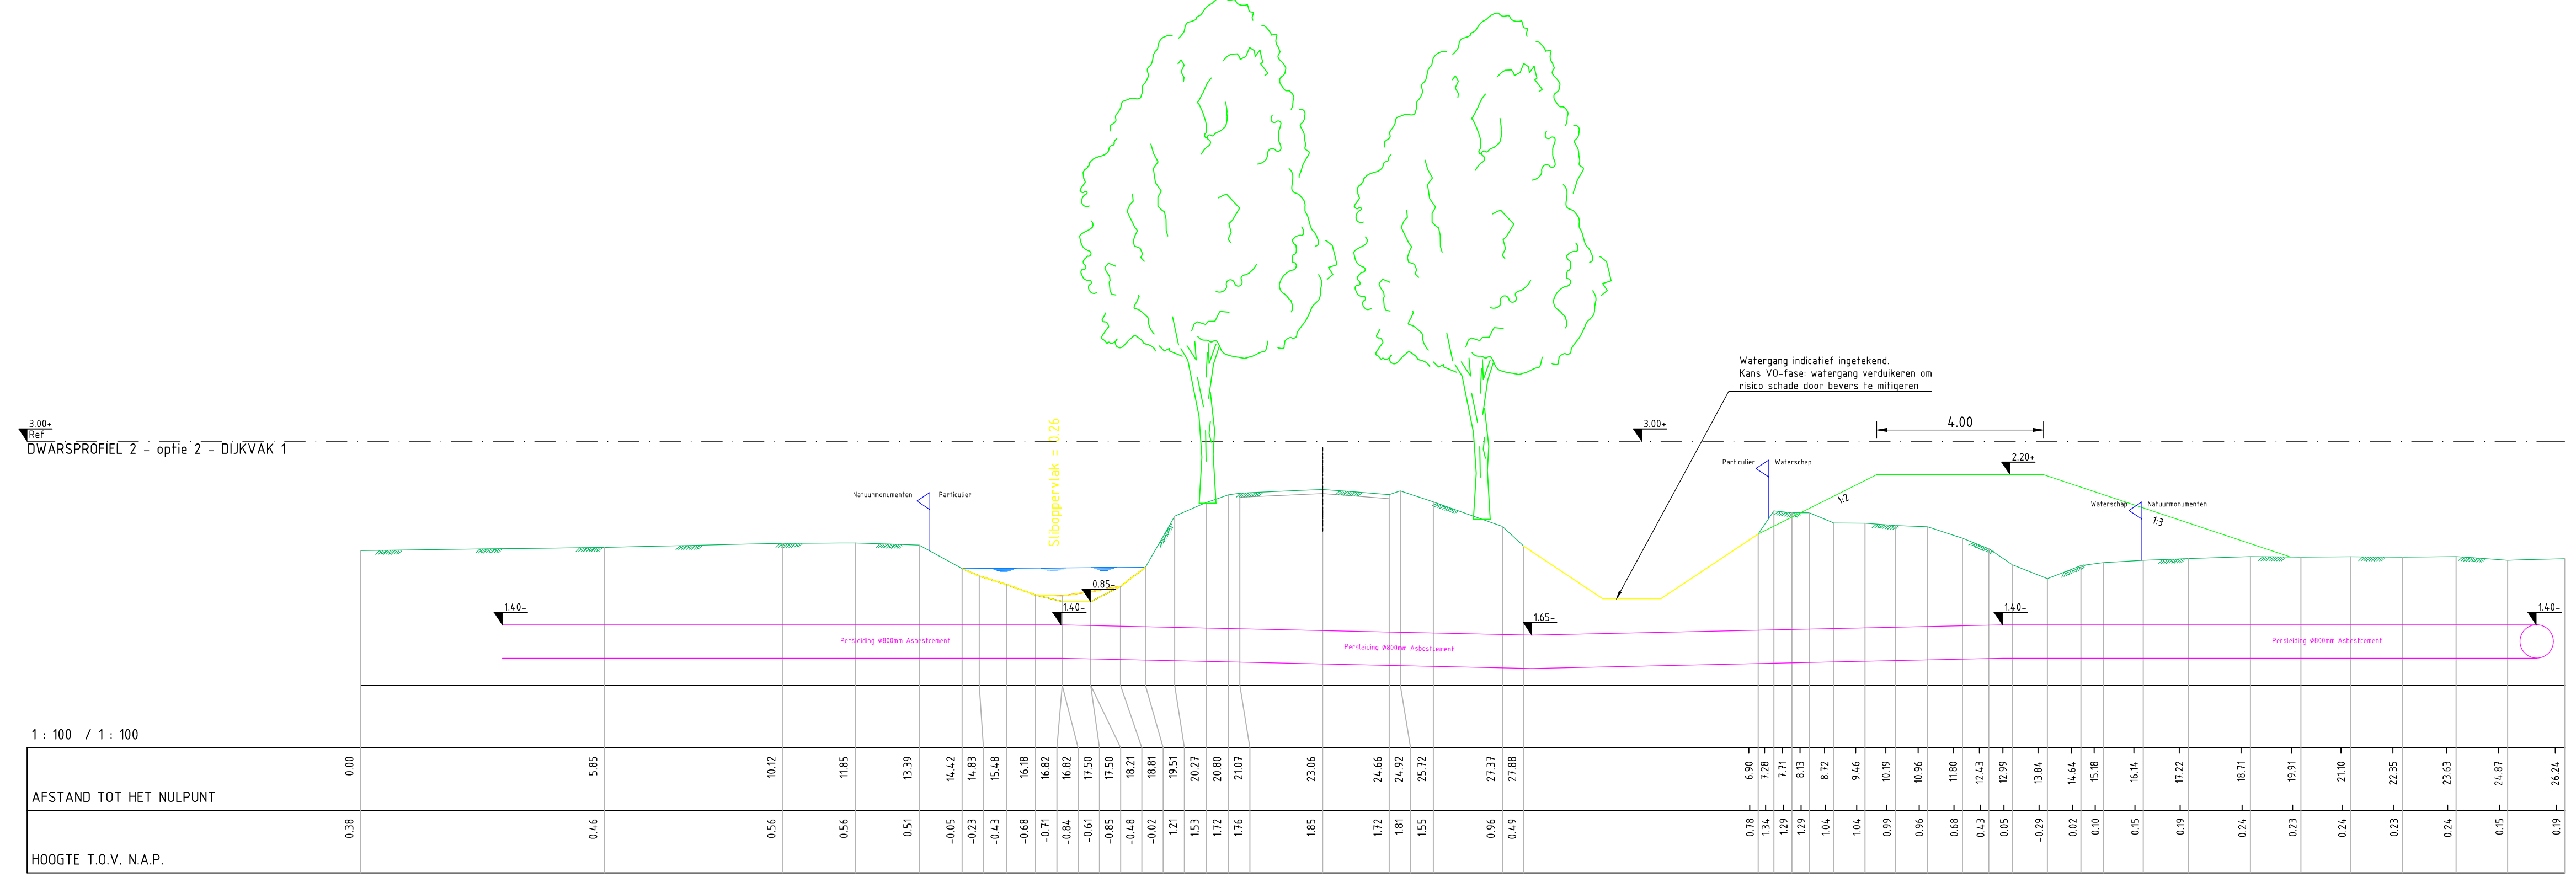 Watergang indicatief ingetekend.
Kans VO-fase: watergang verduikeren om
risico schade door bevers te mitigeren
3.00+
Ref
3.00+
4.00
DWARSPROFIEL 2 - optie 2 - DIJKVAK 1
Sliboppervlak = 0.26
Particulier Waterschap
2.20+
Natuurmonumenten Particulier
1:2
Waterschap Natuurmonumenten
1:3
0.85-
1.40-
1.40-
1.65-
1.40-
1.40-
Persleiding Ø800mm Asbestcement
Persleiding Ø800mm Asbestcement
Persleiding Ø800mm Asbestcement
1 : 100 / 1 : 100
0.00 5.85 10.12 11.85 13.39 14.42 14.83 15.48 16.18 16.82 16.82 17.50 17.50 18.21 18.81 19.51 20.27 20.80 21.07 23.06 24.66 24.92 25.72 27.37 27.88 6.90 7.28 7.71 8.13 8.72 9.46 10.19 10.96 11.80 12.43 12.99 13.84 14.64 15.18 16.14 17.22 18.71 19.91 21.10 22.35 23.63 24.87 26.24
AFSTAND TOT HET NULPUNT
0.38 0.46 0.56 0.56 0.51 -0.05 -0.23 -0.43 -0.68 -0.71 -0.84 -0.61 -0.85 -0.48 -0.02 1.21 1.53 1.72 1.76 1.85 1.72 1.81 1.55 0.96 0.49 0.78 1.34 1.29 1.29 1.04 1.04 0.99 0.96 0.68 0.43 0.05 -0.29 0.02 0.10 0.15 0.19 0.24 0.23 0.24 0.23 0.24 0.15 0.19
HOOGTE T.O.V. N.A.P.